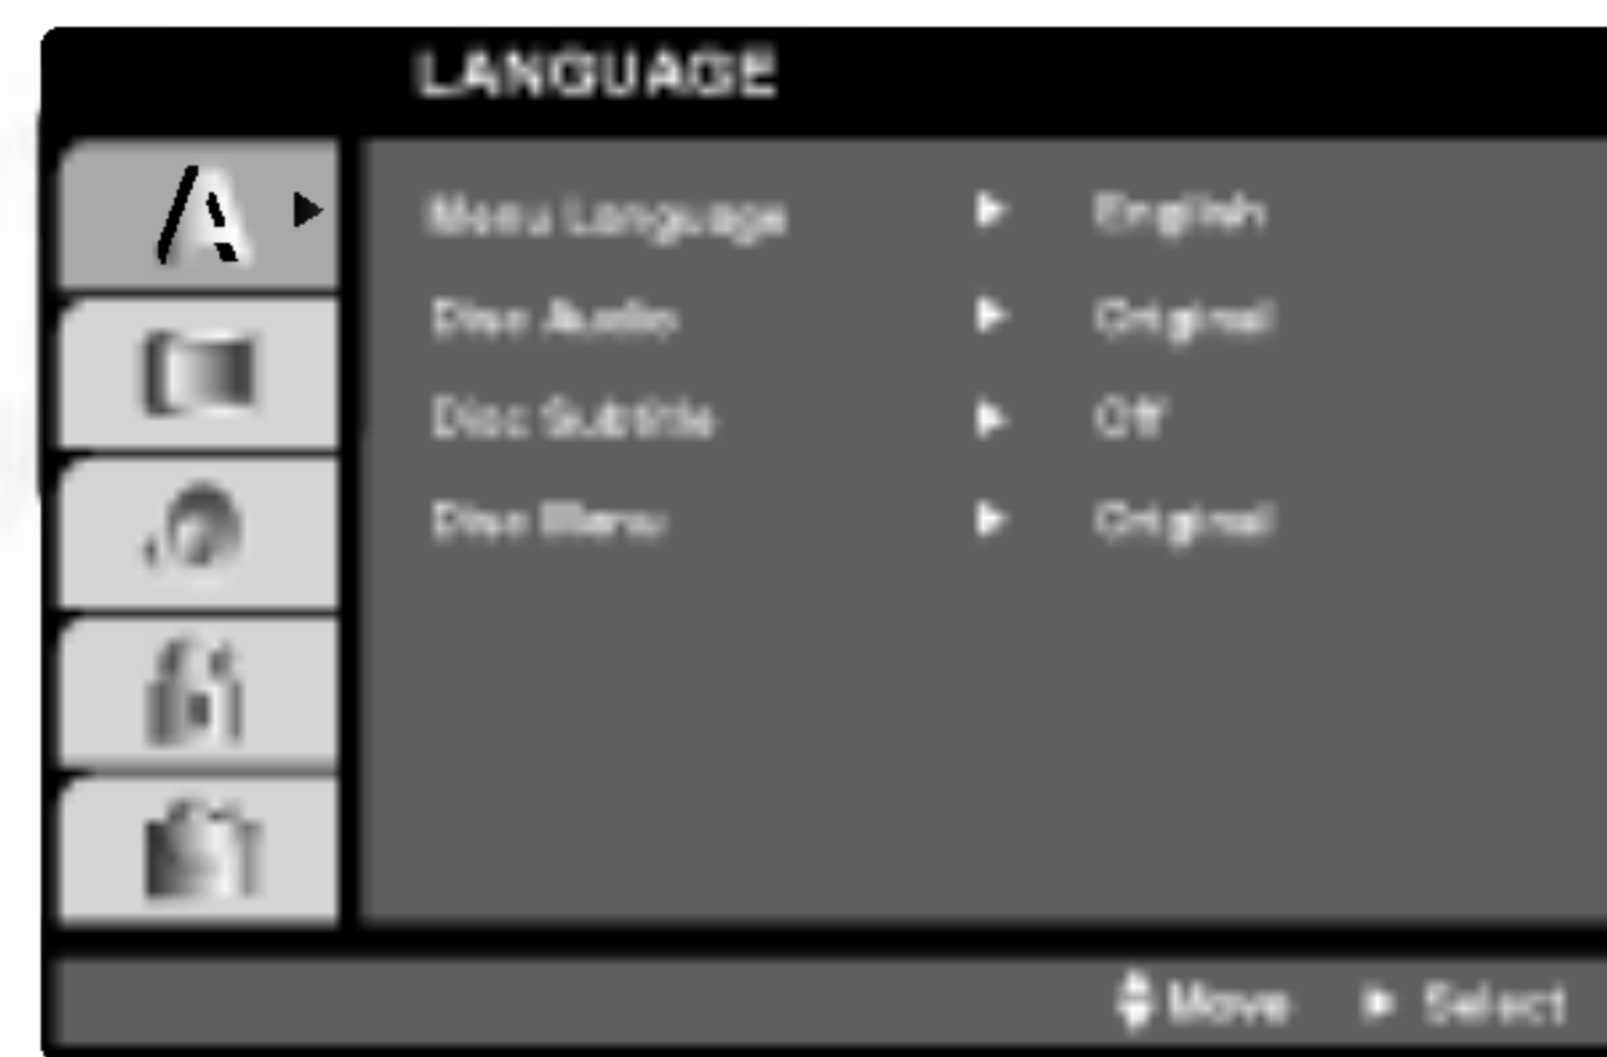 LANGUAGE
Menu Language ► English
Disc Audio ► Original
Disc Subtitle ► Off
Disc Menu ► Original
Move ► Select